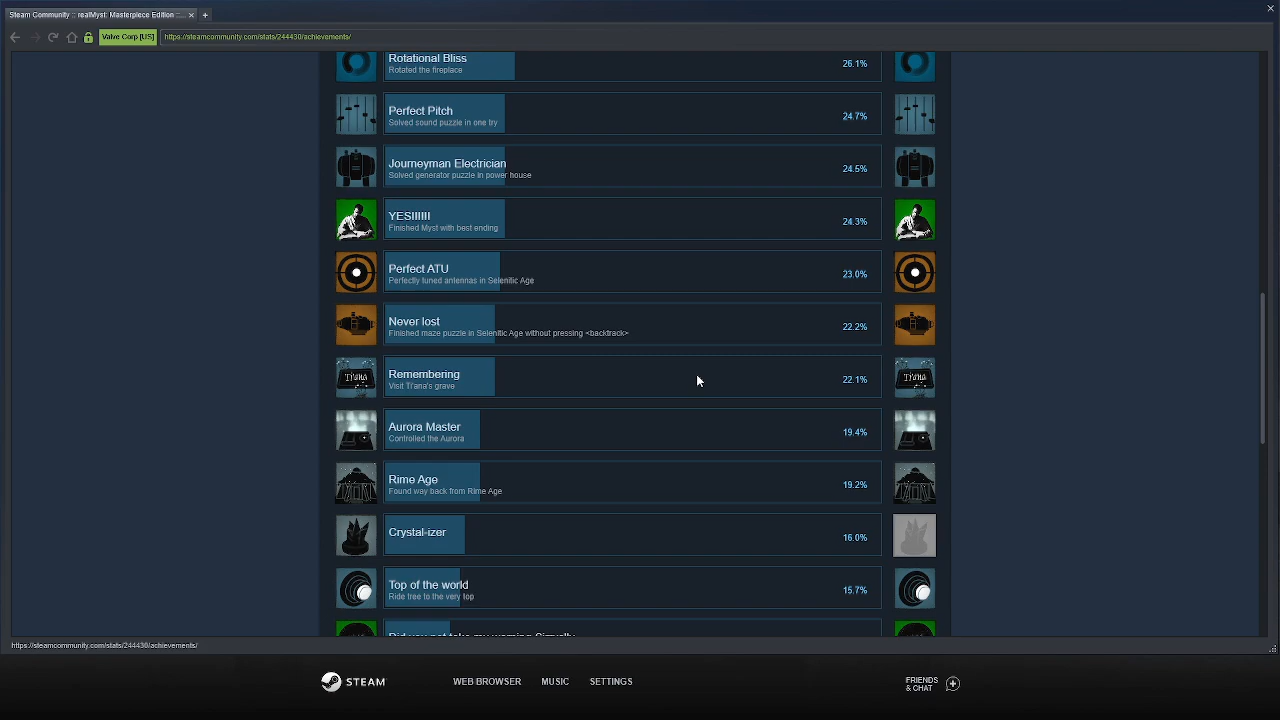 Steam Community :: realMyst: Masterpiece Edition ::...
Valve Corp [US]
https://steamcommunity.com/stats/244430/achievements/
Rotational Bliss
Rotated the fireplace
26.1%
Perfect Pitch
Solved sound puzzle in one try
24.7%
Journeyman Electrician
Solved generator puzzle in power house
24.5%
YESIIIIII
Finished Myst with best ending
24.3%
Perfect ATU
Perfectly tuned antennas in Selenitic Age
23.0%
Never lost
Finished maze puzzle in Selenitic Age without pressing <backtrack>
22.2%
Remembering
Visit Ti'ana's grave
22.1%
Ti'ana
Ti'ana
Aurora Master
Controlled the Aurora
19.4%
Rime Age
Found way back from Rime Age
19.2%
Crystal-izer
16.0%
Top of the world
Ride tree to the very top
15.7%
https://steamcommunity.com/stats/244430/achievements/
STEAM
WEB BROWSER
MUSIC
SETTINGS
FRIENDS
& CHAT